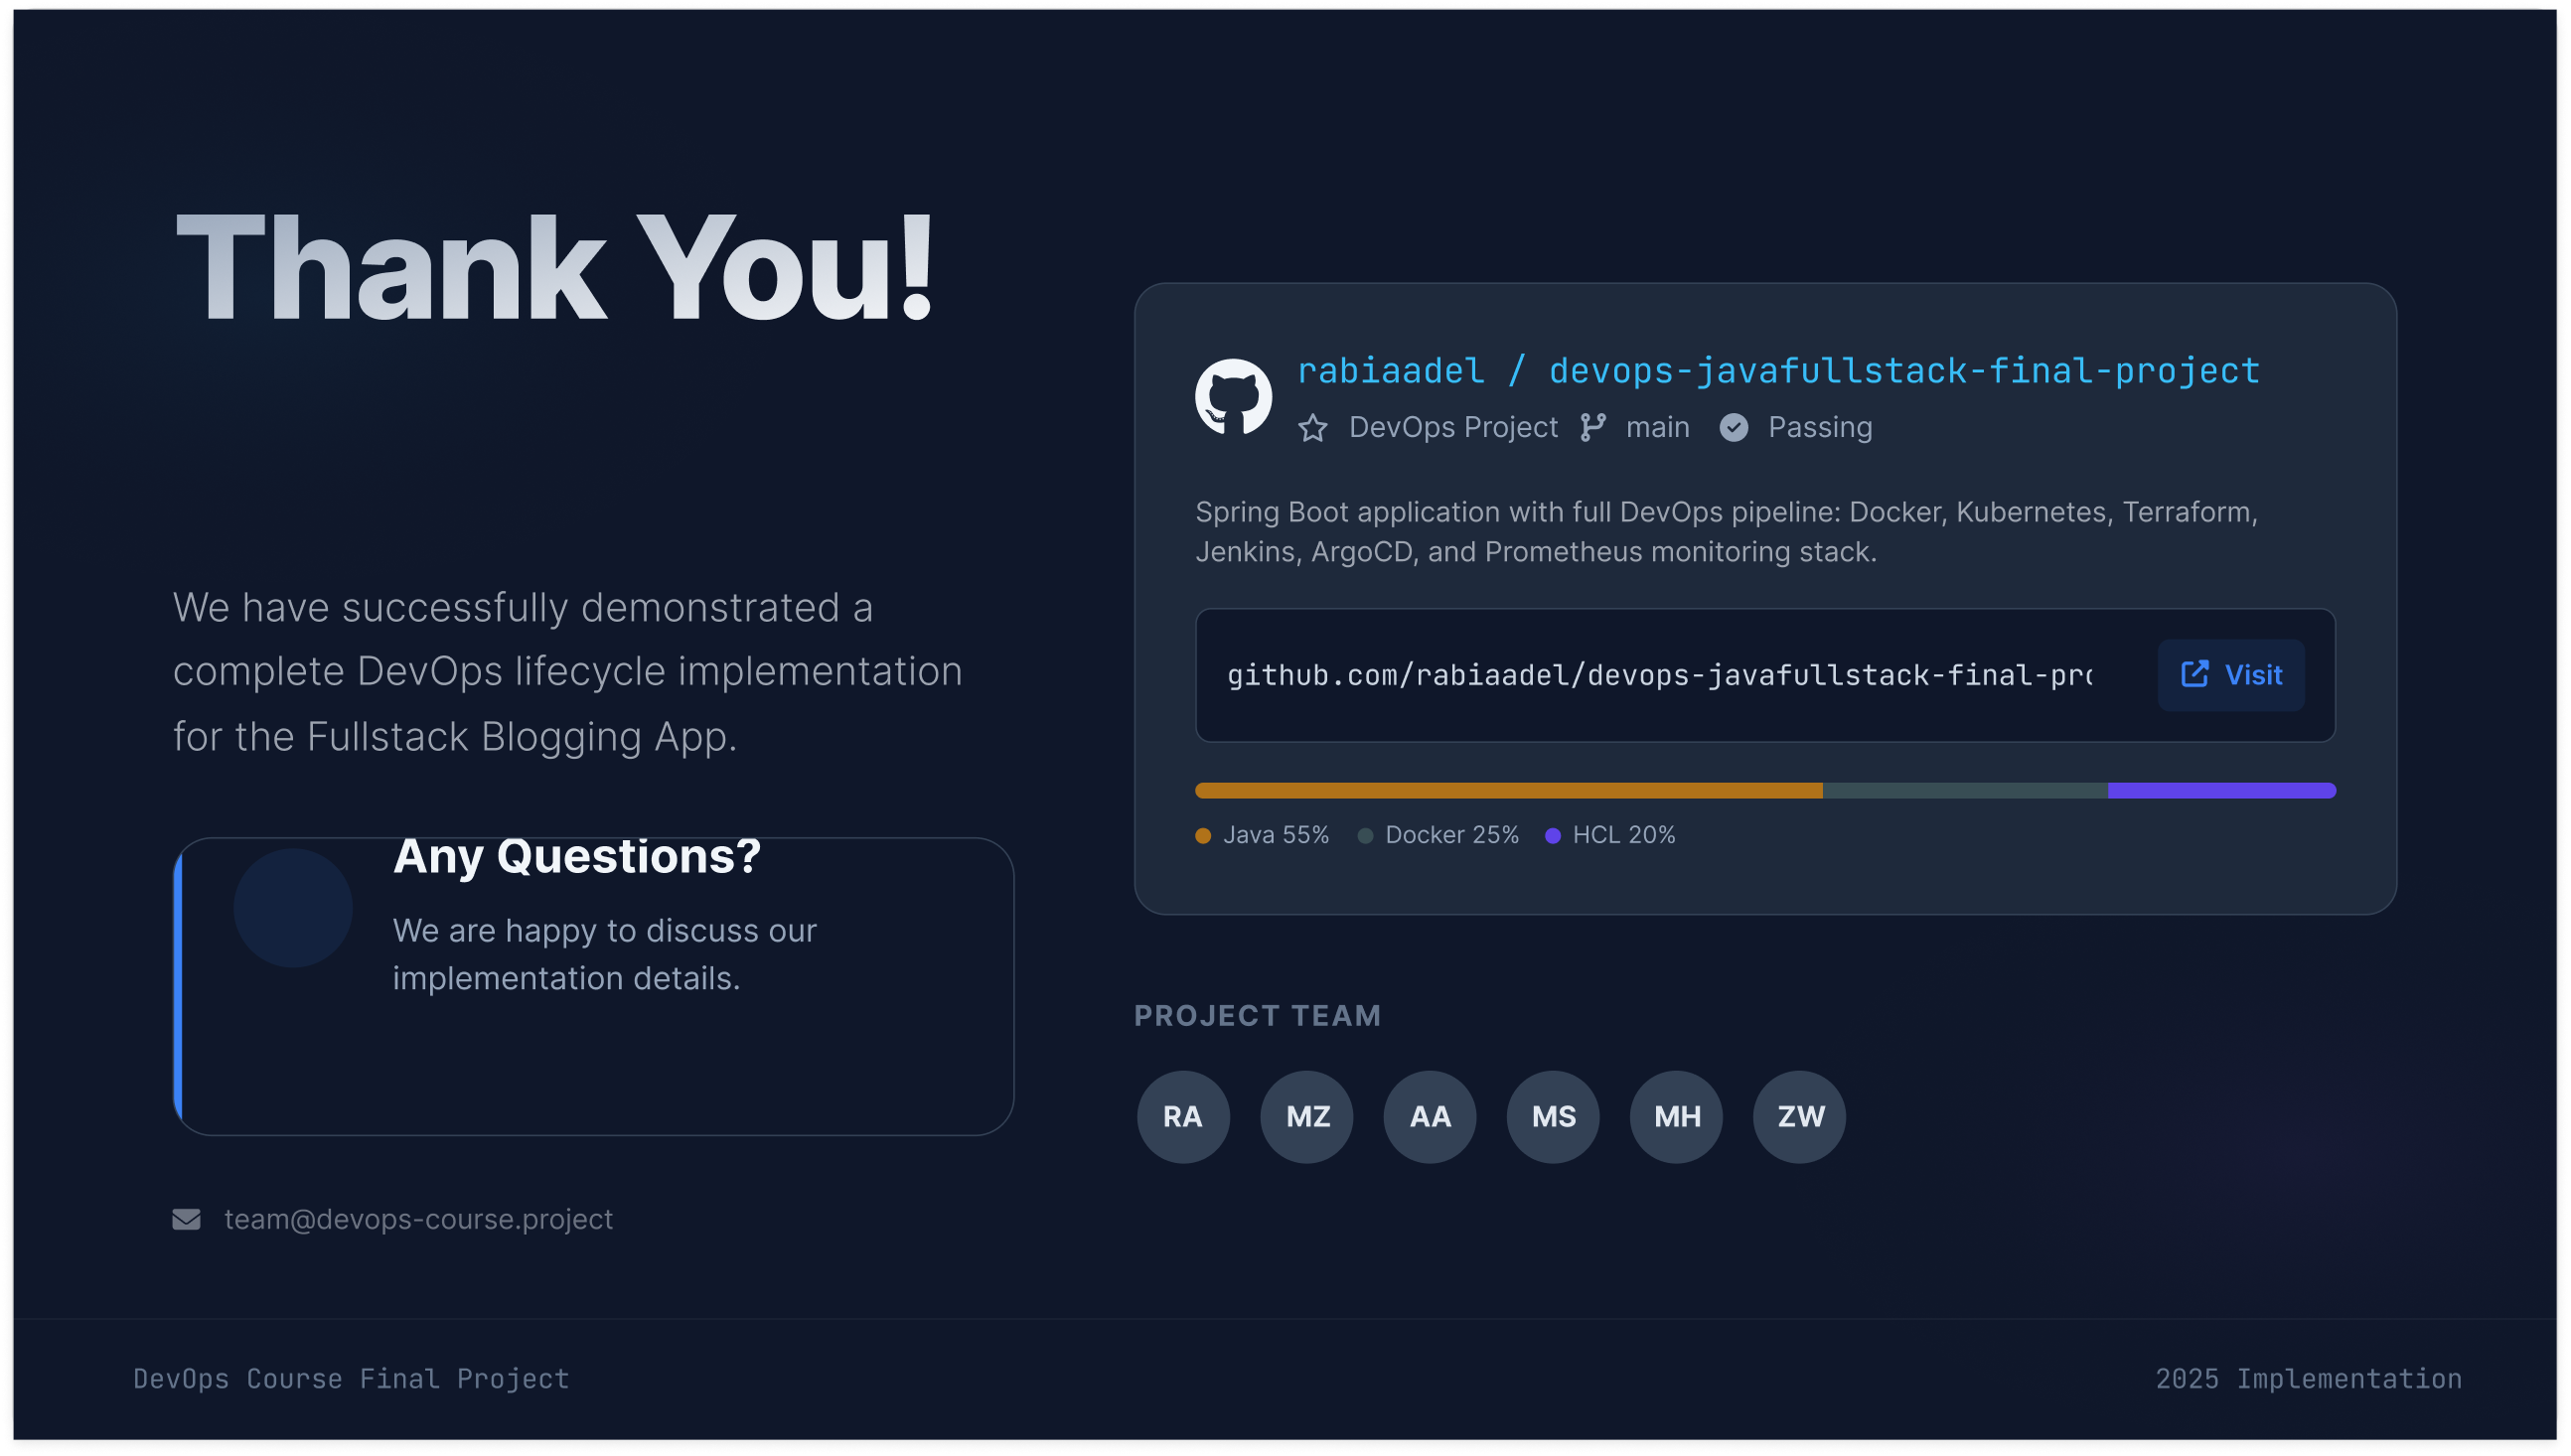 Thank You!
We have successfully demonstrated a
complete DevOps lifecycle implementation
for the Fullstack Blogging App.
Any Questions?
We are happy to discuss our
implementation details.
team@devops-course.project
rabiaadel / devops-javafullstack-final-project
DevOps Project main Passing
Spring Boot application with full DevOps pipeline: Docker, Kubernetes, Terraform,
Jenkins, ArgoCD, and Prometheus monitoring stack.
github.com/rabiaadel/devops-javafullstack-final-pro
Visit
Java 55% Docker 25% HCL 20%
PROJECT TEAM
RA MZ AA MS MH ZW
DevOps Course Final Project
2025 Implementation